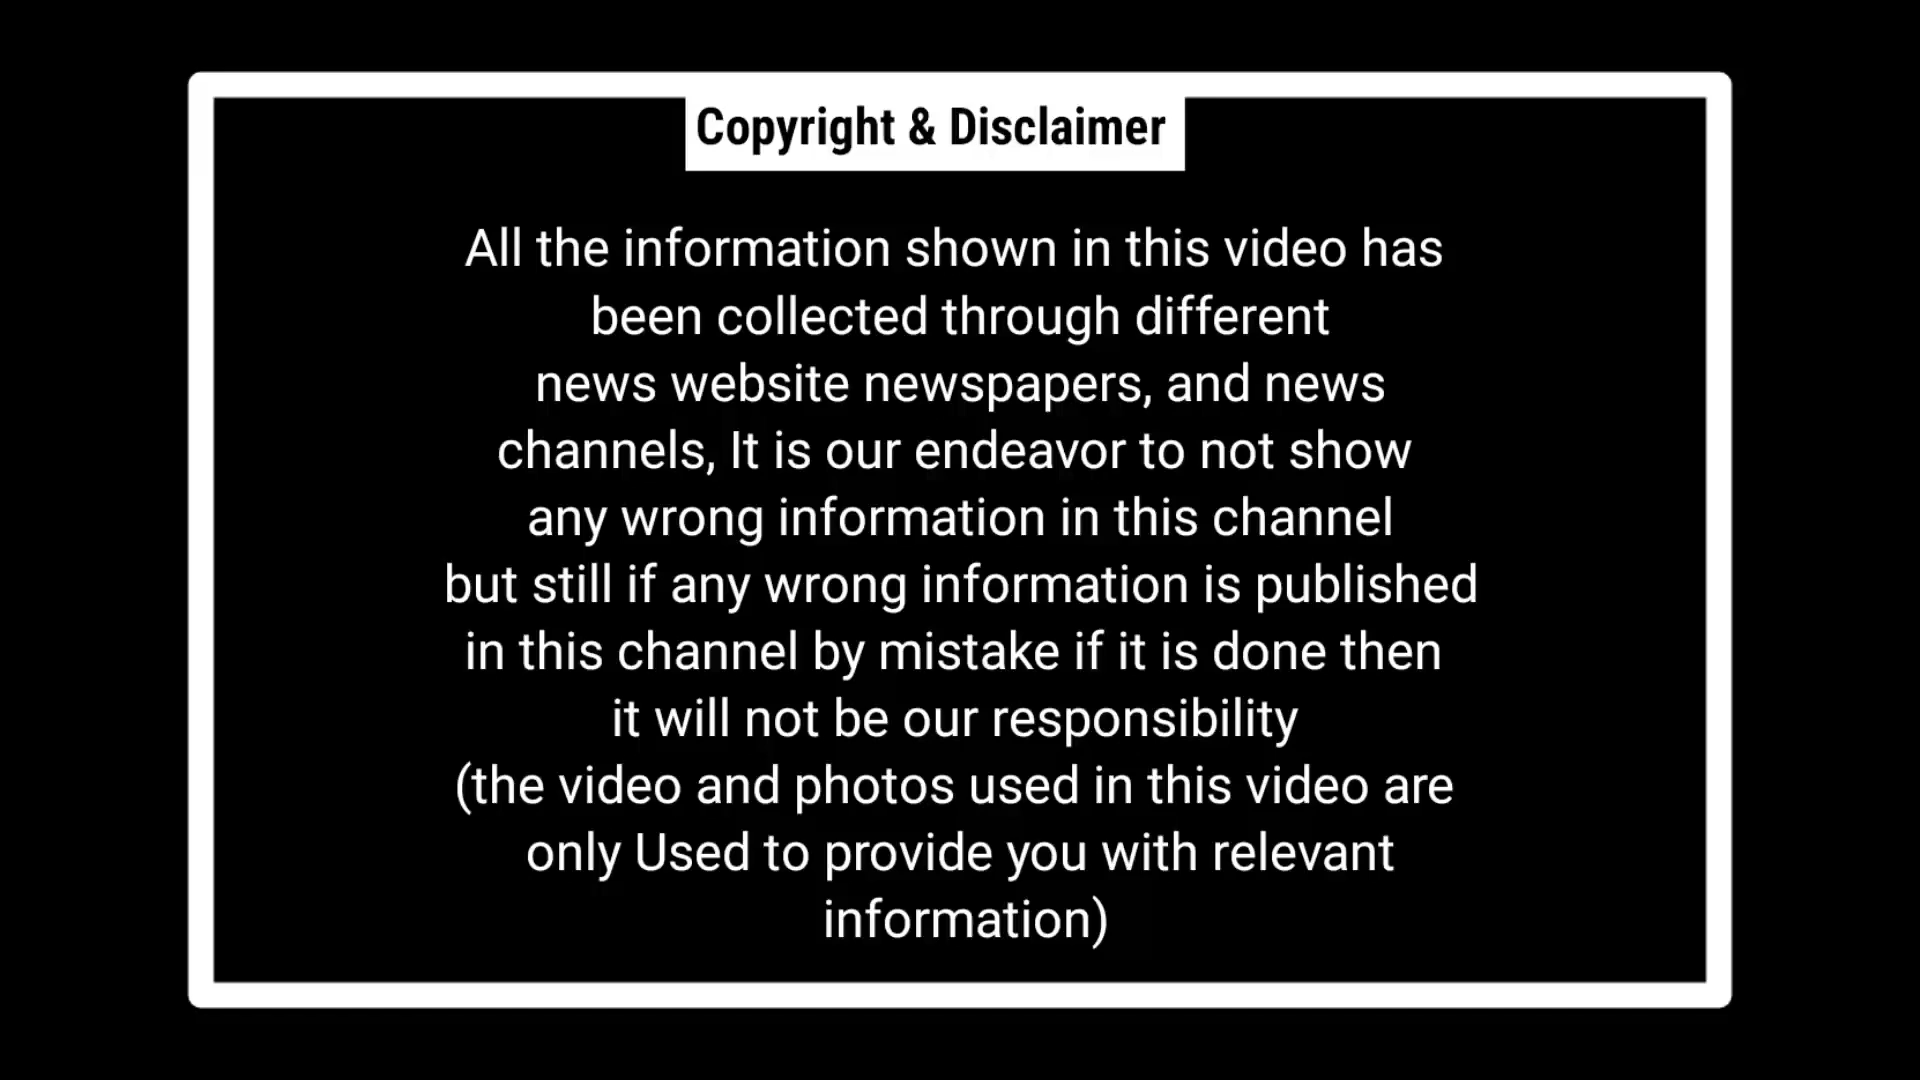 Copyright & Disclaimer
All the information shown in this video has
been collected through different
news website newspapers, and news
channels, It is our endeavor to not show
any wrong information in this channel
but still if any wrong information is published
in this channel by mistake if it is done then
it will not be our responsibility
(the video and photos used in this video are
only Used to provide you with relevant
information)